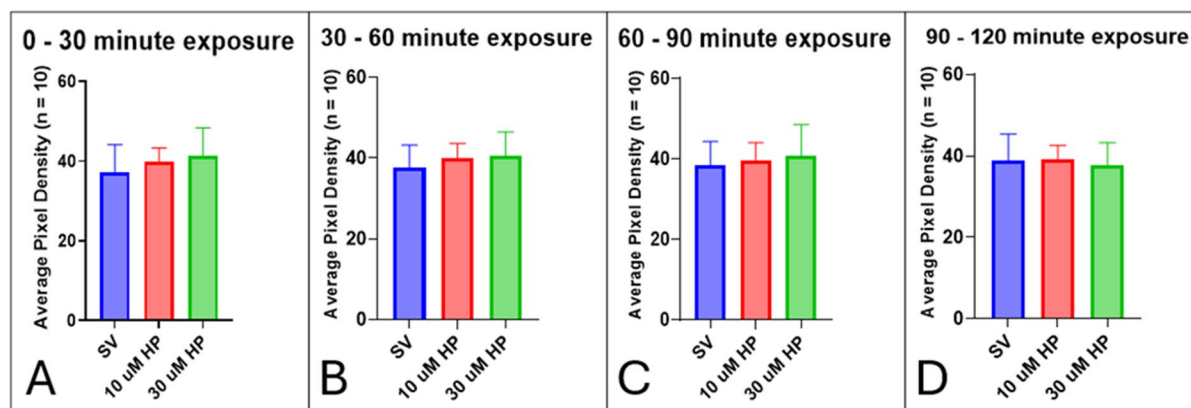 0 - 30 minute exposure
Average Pixel Density (n = 10)
60
40
20
0
SV
10 uM HP
30 uM HP
A
30 - 60 minute exposure
Average Pixel Density (n = 10)
60
40
20
0
SV
10 uM HP
30 uM HP
B
60 - 90 minute exposure
Average Pixel Density (n = 10)
60
40
20
0
SV
10 uM HP
30 uM HP
C
90 - 120 minute exposure
Average Pixel Density (n = 10)
60
40
20
0
SV
10 uM HP
30 uM HP
D